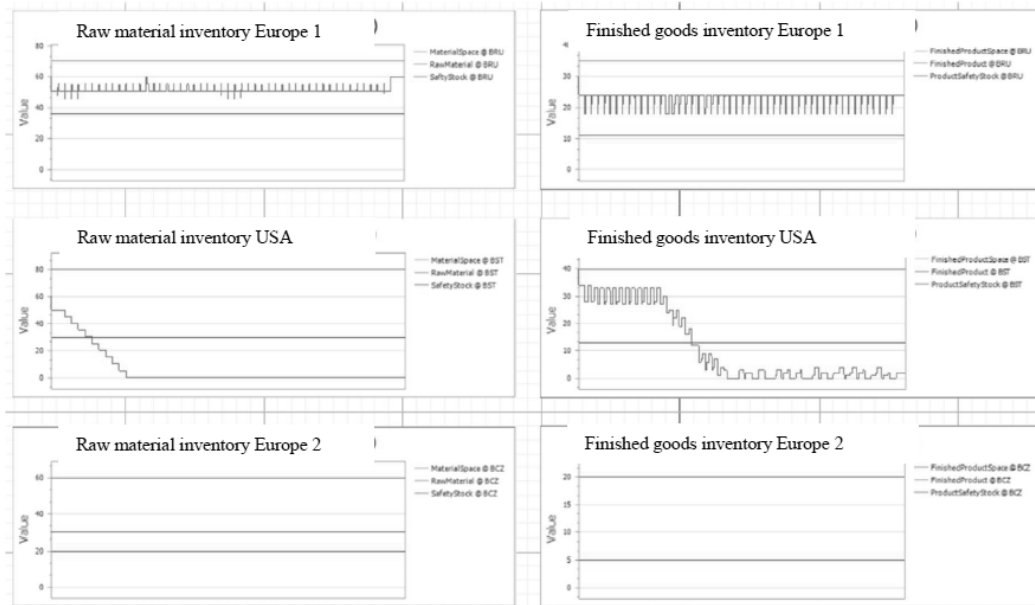 Raw material inventory Europe 1
80
60
40
20
0
Value
MaterialSpace @ BRU
RawMaterial @ BRU
SaftyStock @ BRU
Finished goods inventory Europe 1
30
20
10
0
Value
FinishedProductSpace @ BRU
FinishedProduct @ BRU
ProductSafetyStock @ BRU
Raw material inventory USA
80
60
40
20
0
Value
MaterialSpace @ BST
RawMaterial @ BST
SafetyStock @ BST
Finished goods inventory USA
40
30
20
10
0
Value
FinishedProductSpace @ BST
FinishedProduct @ BST
ProductSafetyStock @ BST
Raw material inventory Europe 2
60
40
20
0
Value
MaterialSpace @ BCZ
RawMaterial @ BCZ
SafetyStock @ BCZ
Finished goods inventory Europe 2
20
15
10
5
0
Value
FinishedProductSpace @ BCZ
FinishedProduct @ BCZ
ProductSafetyStock @ BCZ